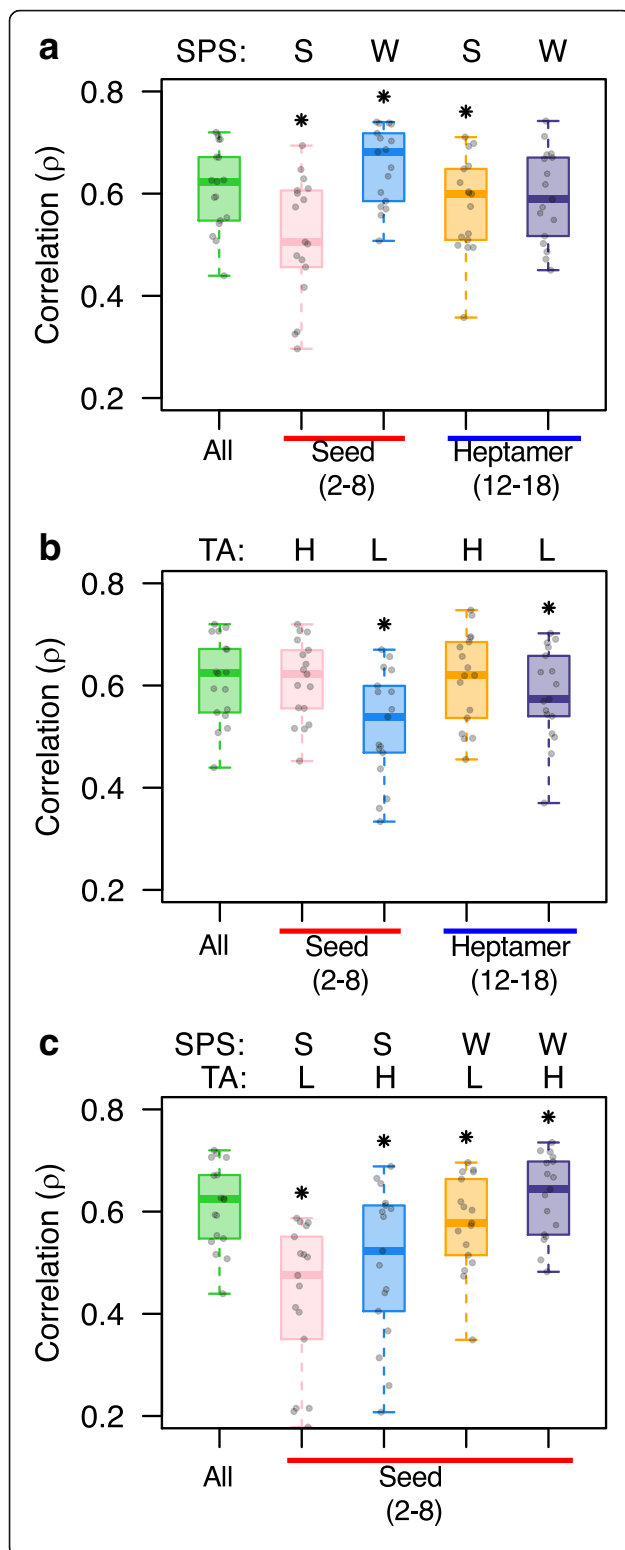 a
SPS: S W S W
*
*
*
0.8
0.6
0.4
0.2
Correlation (ρ)
All Seed Heptamer
(2-8) (12-18)
b
TA: H L H L
*
*
0.8
0.6
0.4
0.2
Correlation (ρ)
All Seed Heptamer
(2-8) (12-18)
c
SPS: S S W W
TA: L H L H
*
*
*
*
0.8
0.6
0.4
0.2
Correlation (ρ)
All Seed
(2-8)